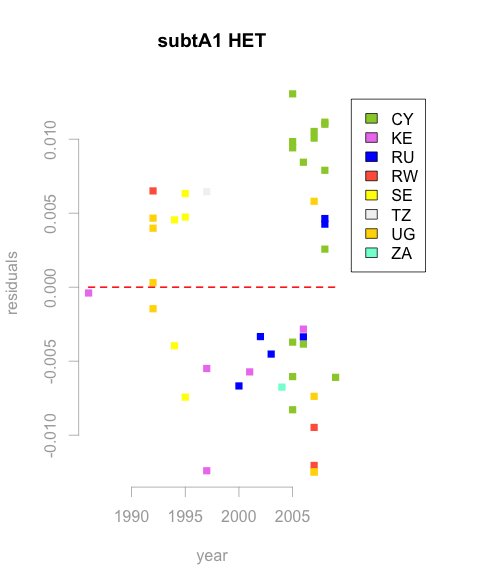 subtA1 HET
residuals
0.010
0.005
0.000
-0.005
-0.010
1990 1995 2000 2005
year
CY
KE
RU
RW
SE
TZ
UG
ZA